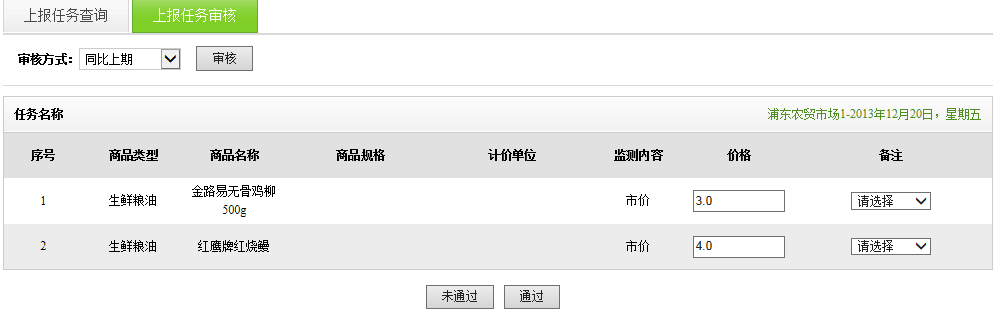 上报任务查询 上报任务审核
审核方式: 同比上期 审核
任务名称 浦东农贸市场1-2013年12月20日，星期五
序号 商品类型 商品名称 商品规格 计价单位 监测内容 价格 备注
1 生鲜粮油 金路易无骨鸡柳 市价 3.0 请选择
500g
2 生鲜粮油 红鹰牌红烧鳗 市价 4.0 请选择
未通过 通过